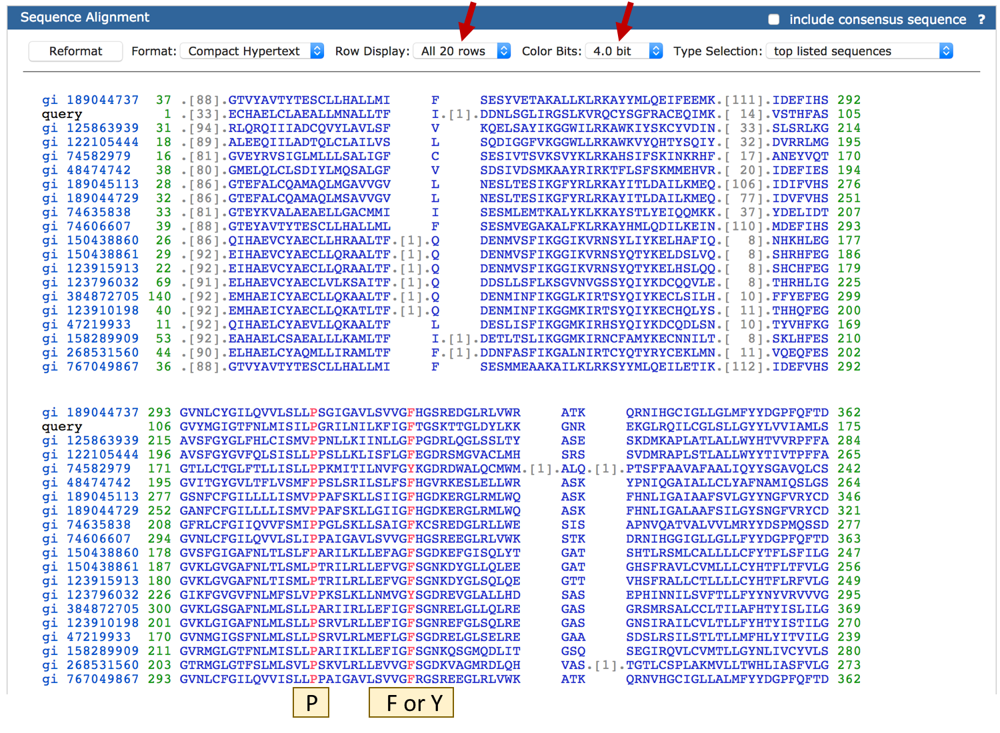 Sequence Alignment include consensus sequence ?
Reformat Format: Compact Hypertext Row Display: All 20 rows Color Bits: 4.0 bit Type Selection: top listed sequences
gi 189044737 37 .[88].GTVYAVTYTESCLLHALLMI F SESYVETAKALLKLRKAYYMLQEIFEEMK.[111].IDEFIHS 292
query 1 .[33].ECHAELCLAEALLMNALLTF I.[1].DDNLSGLIRGSLKVRQCYSGFRACEQIMK.[ 14].VSTHFAS 105
gi 125863939 31 .[94].RLQRQIIIADCQVYLAVLSF V KQELSAYIKGGWILRKAWKIYSKCYVDIN.[ 33].SLSRLKG 214
gi 122105444 18 .[89].ALEEQIILADTQLCLAILVS L SQDIGGFVKGGWLLRKAWKVYQHTYSQIY.[ 32].DVRRLMG 195
gi 74582979 16 .[81].GVEYRVSIGLMLLLSALIGF C SESIVTSVKSVYKLRKAHSIFSKINKRHF.[ 17].ANEYVQT 170
gi 48474742 38 .[80].GMELQLCLSDIYLMQSALGF V SDSIVDSMKAAYRIRKTFLSFSKMMEHVR.[ 20].IDEFIES 194
gi 189045113 28 .[86].GTEFALCQAMAQLMGAVVGV L NESLTESIKGFYRLRKAYITLDAILKMEQ.[106].IDIFVHS 276
gi 189044729 32 .[86].GTEFALCQAMAQLMSAVVGV L NESLTESIKGFYRLRKAYITLDAILKMEQ.[ 77].IDVFVHS 251
gi 74635838 33 .[81].GTEYKVALAEAELLGACMMI I SESMLEMTKALYKLKKAYSTLYEIQQMKK.[ 37].YDELIDT 207
gi 74606607 39 .[88].GTEYAVTYTESCLLHALLML F SESMVEGAKALFKLRKAYHMLQDILKEIN.[110].MDEFIHS 293
gi 150438860 26 .[86].QIHAEVCYAECLLHRAALTF.[1].Q DENMVSFIKGGIKVRNSYLIYKELHAFIQ.[ 8].NHKHLEG 177
gi 150438861 29 .[92].EIHAEVCYAECLLQRAALTF.[1].Q DENMVSFIKGGIKVRNSYQTYKELDSLVQ.[ 8].SHRHFEG 186
gi 123915913 22 .[92].EIHAEVCYAECLLQRAALTF.[1].Q DENMVSFIKGGIKVRNSYQTYKELHSLQQ.[ 8].SHCHFEG 179
gi 123796032 69 .[91].ELHAEVCYAECLVLKSAITF.[1].Q DDSLLSFLKSGVNVGSSYQIYKDCQQVLE.[ 8].THRHLIG 225
gi 384872705 140 .[92].EMHAEICYAECLLQKAALTF.[1].Q DENMINFIKGGLKIRTSYQIYKECLSILH.[ 10].FFYEFEG 299
gi 123910198 40 .[92].EMHAEICYAECLLQKATLTF.[1].Q DENMINFIKGGMKIRTSYQIYKECHQLYS.[ 11].THHQFEG 200
gi 47219933 11 .[92].QIHAELCYAEVLLQKAALTF L DESLISFIKGGMKIRHSYQIYKDCQDLSN.[ 10].TYVHFKG 169
gi 158289909 53 .[92].EAHAELCSAEALLLKAMLTF I.[1].DETLTSLIKGGMKIRNCFAMYKECNNILT.[ 8].SKLHFES 210
gi 268531560 44 .[90].ELHAELCYAQMLLIRAMLTF F.[1].DDNFASFIKGALNIRTCYQTYRYCEKLMN.[ 11].VQEQFES 202
gi 767049867 36 .[88].GTVYAVTYTESCLLHALLMI F SESMMEAAKAILKLRKSYYMLQEILETIK.[112].IDEFVHS 292
gi 189044737 293 GVNLCYGILQVVLSLLPSGIGAVLSVVGFHGSREDGLRLVWR ATK QRNIHGCIGLLGLMFYYDGPFQFTD 362
query 106 GVYMGIGTFNLMISILPGRILNILKFIGFTGSKTTGLDYLKK GNR EKGLRQILCGLSLLGYYLVVIAMLS 175
gi 125863939 215 AVSFGYGLFHLCISMVPPNLLKIINLLGFPGDRLQGLSSLTY ASE SKDMKAPLATLALLWYHTVVRPFFA 284
gi 122105444 196 AVSFGYGVFQLSISLLPPSLLKLISFLGFEGDRSMGVACLMH SRS SVDMRAPLSTLALLWYYTIVTPFFA 265
gi 74582979 171 GTLLCTGLFTLLISLLPPKMITILNVFGYKGDRDWALQCMWM.[1].ALQ.[1].PTSFFAAVAFAALIQYYSGAVQLCS 242
gi 48474742 195 GVITGYGVLTFLVSMFPPSLSRILSLFSFHGVRKESLELLWR ASK YPNIQGAIALLCLYAFNAMIQSLGS 264
gi 189045113 277 GSNFCFGILLLLISMVPPAFSKLLSIIGFHGDKERGLRMLWQ ASK FHNLIGAIAAFSVLGYYNGFVRYCD 346
gi 189044729 252 GANFCFGILLLLISMVPPAFSKLLGIIGFHGDKERGLRMLWQ ASK FHNLIGALAAFSILGYSNGFVRYCD 321
gi 74635838 208 GFRLCFGIIQVVFSMIPPGLSKLLSAIGFKCSREDGLRLLWE SIS APNVQATVALVVLMRYYDSPMQSSD 277
gi 74606607 294 GVNLCFGILQVVLSLIPPAIGAVLSVVGFHGSREEGLRLVWK STK DRNIHGGIGLLGLLFYYDGPFQFTD 363
gi 150438860 178 GVSFGIGAFNLTLSLFPARILKLLEFAGFSGDKEFGISQLYT GAT SHTLRSMLCALLLLCFYTFLSFILG 247
gi 150438861 187 GVKLGVGAFNLTLSMLPTRILRLLEFVGFSGNKDYGLLQLEE GAT GHSFRAVLCVMLLLCYHTFLTFVLG 256
gi 123915913 180 GVKLGVGAFNLTISMLPTRILRLLEFVGFSGNKDYGLSQLQE GTT VHSFRALLCTLLLLCYHTFLRFVLG 249
gi 123796032 226 GIKFGVGVFNLMFSLVPPKSLKLLNMVGYSGDREVGLALLHD SAS EPHINNILSVFTLLFYYNYVRVVVG 295
gi 384872705 300 GVKLGSGAFNLMLSLLPARIIRLLEFIGFSGNRELGLLQLRE GAS GRSMRSALCCLTILAFHTYISLILG 369
gi 123910198 201 GVKLGIGAFNLMLSLLPSRVLRLLEFIGFSGNREFGLSQLRE GAS GNSIRAILCVLTLLFYHTYISTILG 270
gi 47219933 170 GVNMGIGSFNLMLSLLPSRVLRLMEFLGFSGDRELGLSELRE GAA SDSLRSILSTLTLLMFHLYITVILG 239
gi 158289909 211 GVRMGLGTFNLMISLLPARIIKLLEFIGFSGNKQSGMQDLIT GSQ SEGIRQVLCVMTLLGYNLIVCYVLS 280
gi 268531560 203 GTRMGLGTFSLMLSVLPSKVLRLLEVVGFSGDKVAGMRDLQH VAS.[1].TGTLCSPLAKMVLLTWHLIASFVLG 273
gi 767049867 293 GVNLCFGILQVVISLLPPAIGAVLSVVGFRGSREEGLRLVWK ATK QRNVHGCIGLLALMFYYDGPFQFTD 362
P F or Y